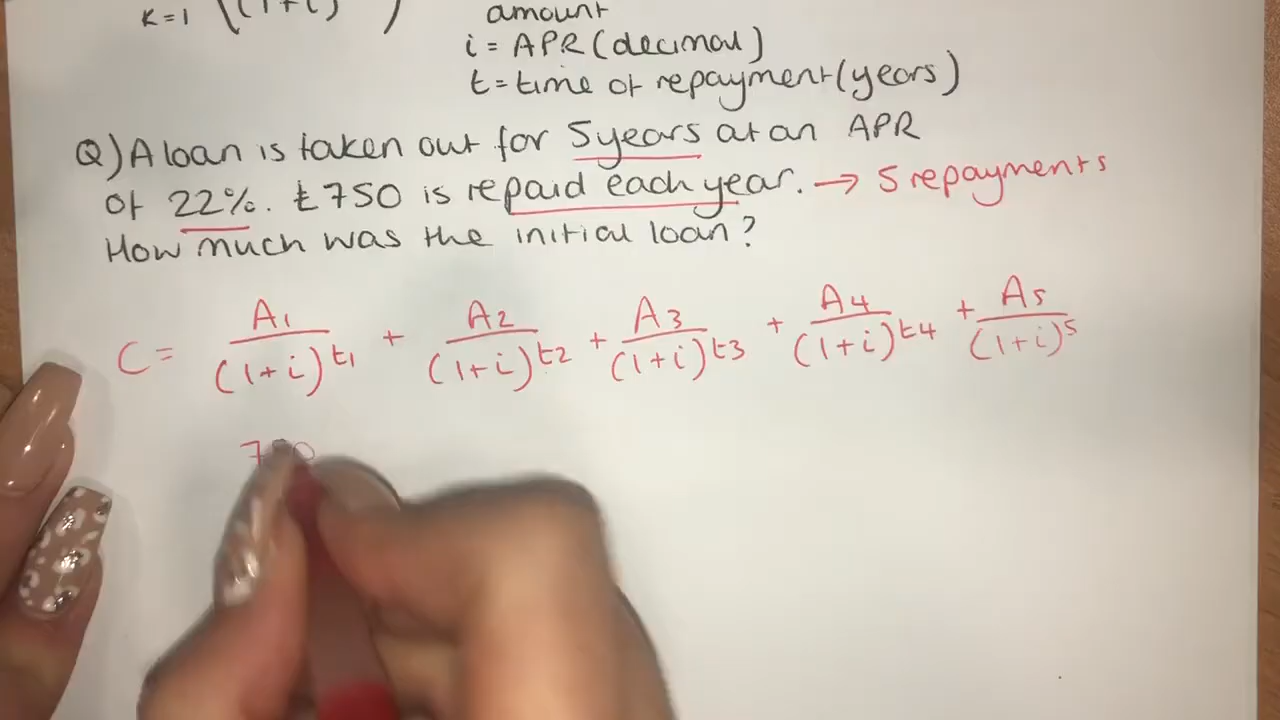 K=1 (1+i)
amount
i = APR (decimal)
t = time of repayment (years)
Q) A loan is taken out for 5 years at an APR
of 22%. £750 is repaid each year. → 5 repayments
How much was the initial loan?
C = A1/(1+i)^t1 + A2/(1+i)^t2 + A3/(1+i)^t3 + A4/(1+i)^t4 + A5/(1+i)^5
750